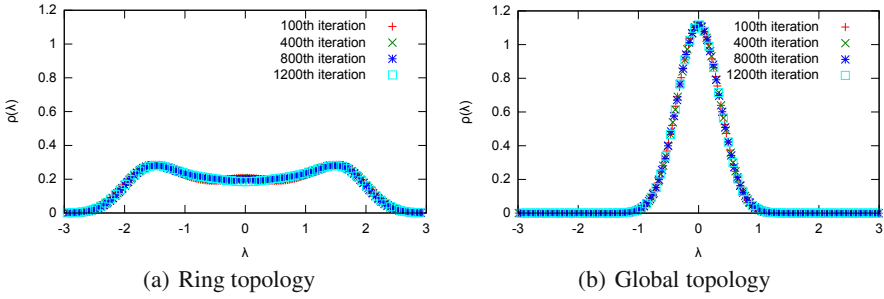 1.2
1
0.8
0.6
0.4
0.2
0
ρ(λ)
100th iteration
400th iteration
800th iteration
1200th iteration
-3 -2 -1 0 1 2 3
λ
(a) Ring topology
1.2
1
0.8
0.6
0.4
0.2
0
ρ(λ)
100th iteration
400th iteration
800th iteration
1200th iteration
-3 -2 -1 0 1 2 3
λ
(b) Global topology